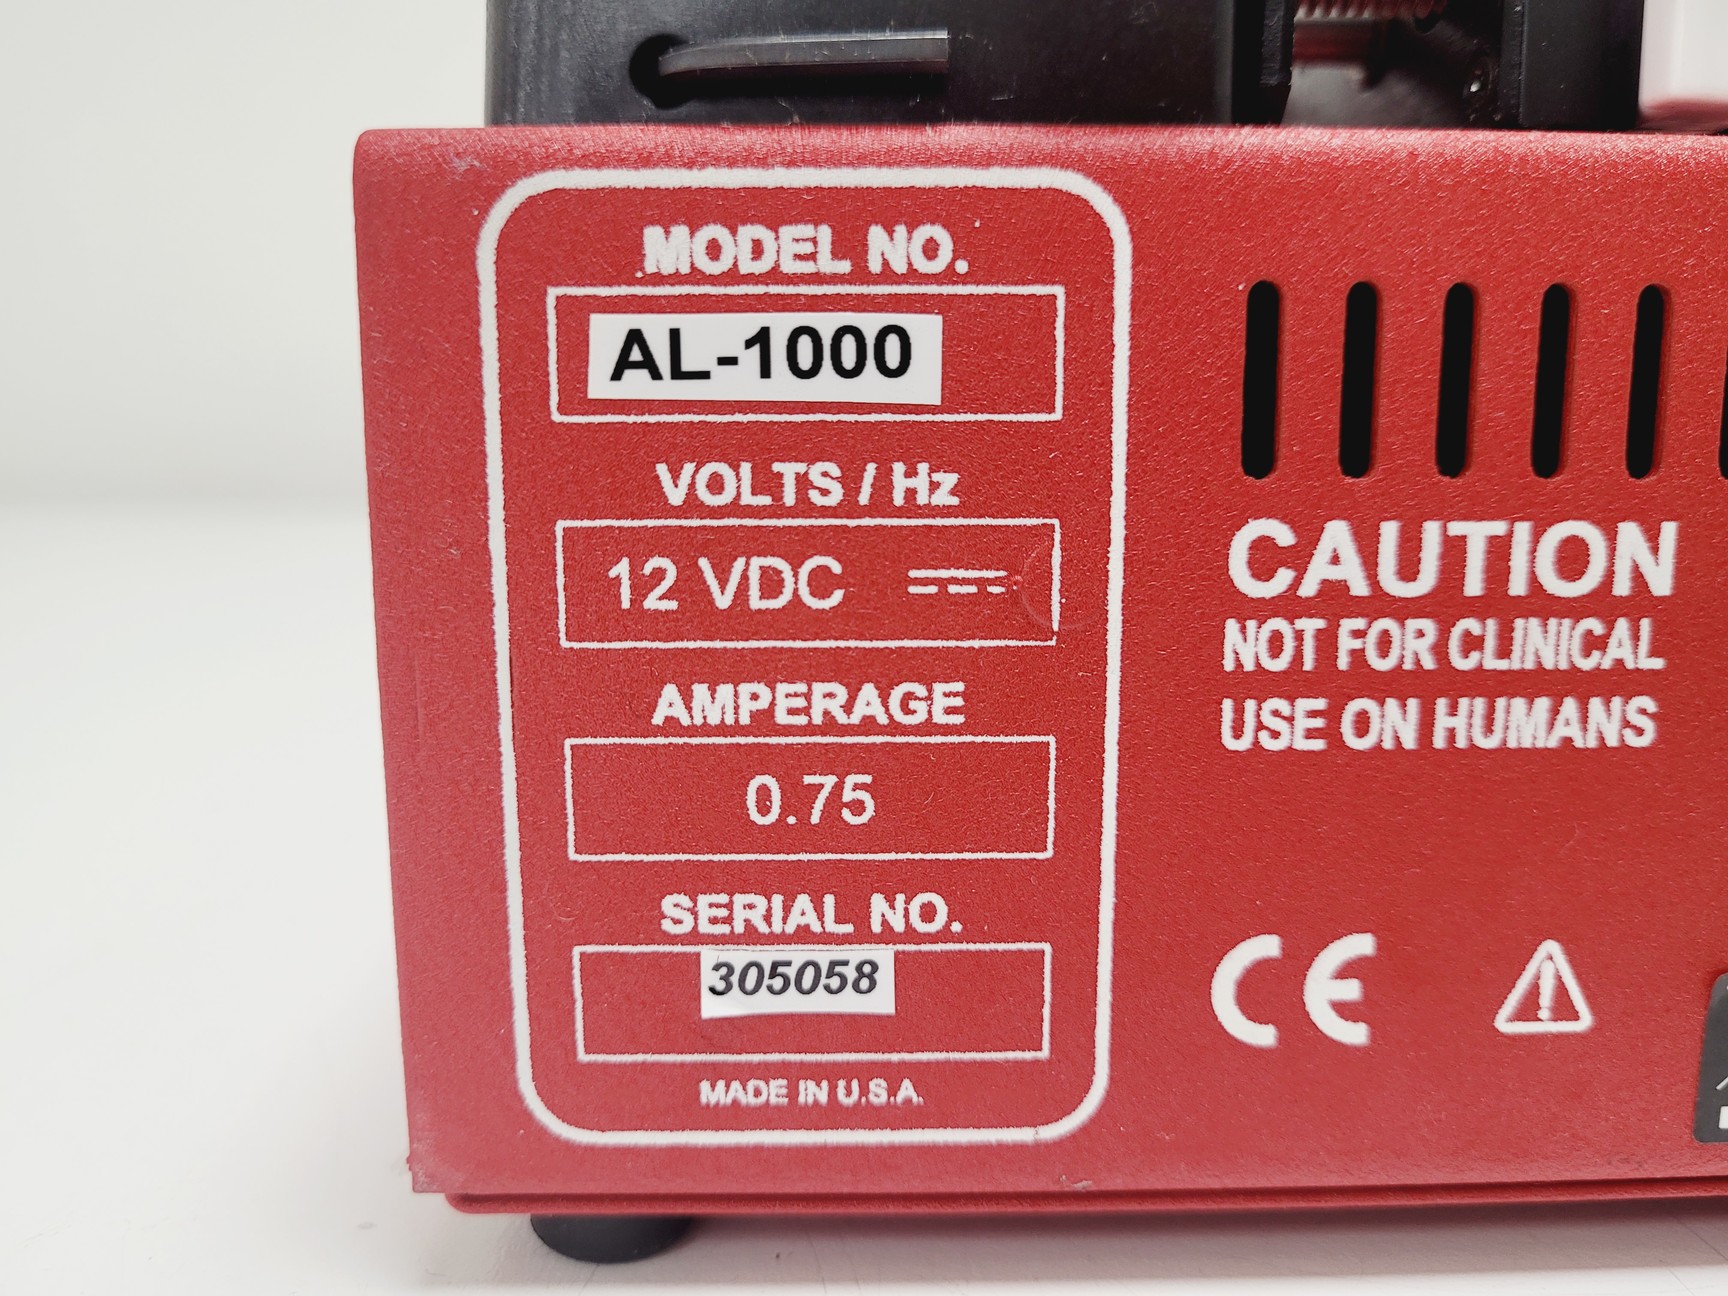 MODEL NO.
AL-1000
VOLTS / Hz
12 VDC
AMPERAGE
0.75
SERIAL NO.
305058
MADE IN U.S.A.
CAUTION
NOT FOR CLINICAL
USE ON HUMANS
CE